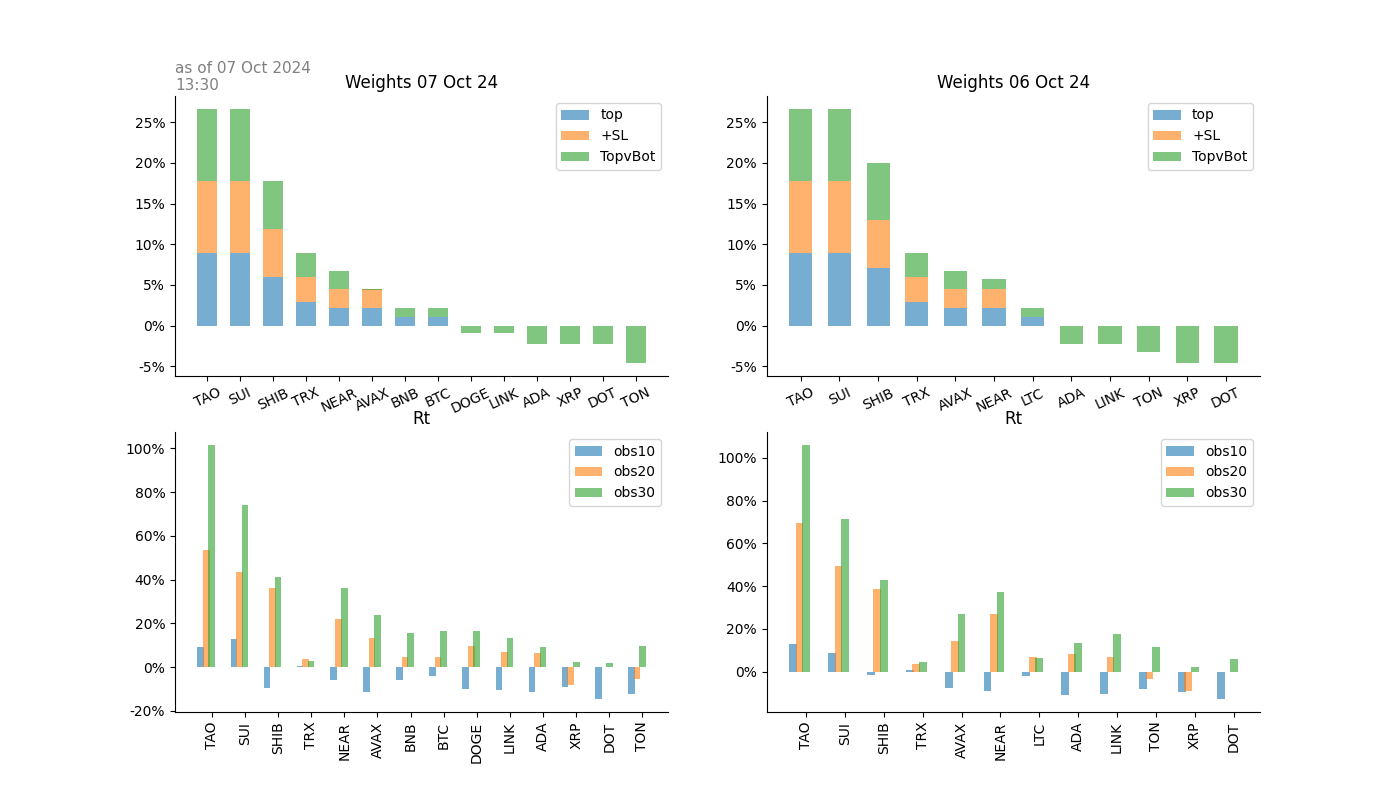 as of 07 Oct 2024
13:30
Weights 07 Oct 24
25%
20%
15%
10%
5%
0%
-5%
top
+SL
TopvBot
TAO SUI SHIB TRX NEAR AVAX BNB BTC DOGE LINK ADA XRP DOT TON
Weights 06 Oct 24
25%
20%
15%
10%
5%
0%
-5%
top
+SL
TopvBot
TAO SUI SHIB TRX AVAX NEAR LTC ADA LINK TON XRP DOT
Rt
100%
80%
60%
40%
20%
0%
-20%
obs10
obs20
obs30
TAO SUI SHIB TRX NEAR AVAX BNB BTC DOGE LINK ADA XRP DOT TON
Rt
100%
80%
60%
40%
20%
0%
obs10
obs20
obs30
TAO SUI SHIB TRX AVAX NEAR LTC ADA LINK TON XRP DOT